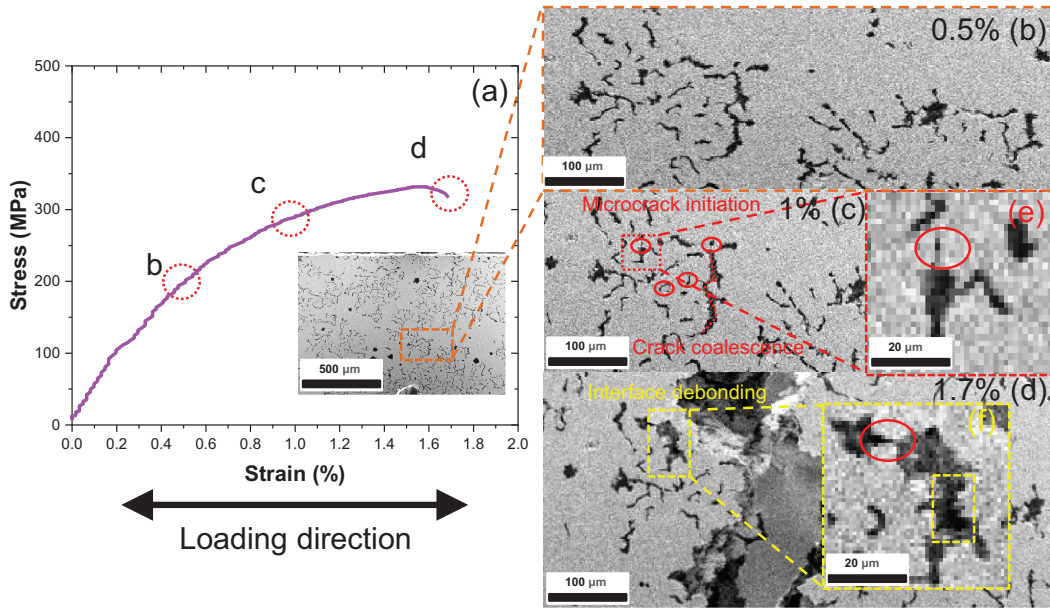 (a)
500
400
300
200
100
0
Stress (MPa)
0.0 0.2 0.4 0.6 0.8 1.0 1.2 1.4 1.6 1.8 2.0
Strain (%)
b
c
d
500 µm
Loading direction
0.5% (b)
100 µm
Microcrack initiation
1% (c)
Crack coalescence
100 µm
(e)
20 µm
Interface debonding
1.7% (d)
100 µm
(f)
20 µm